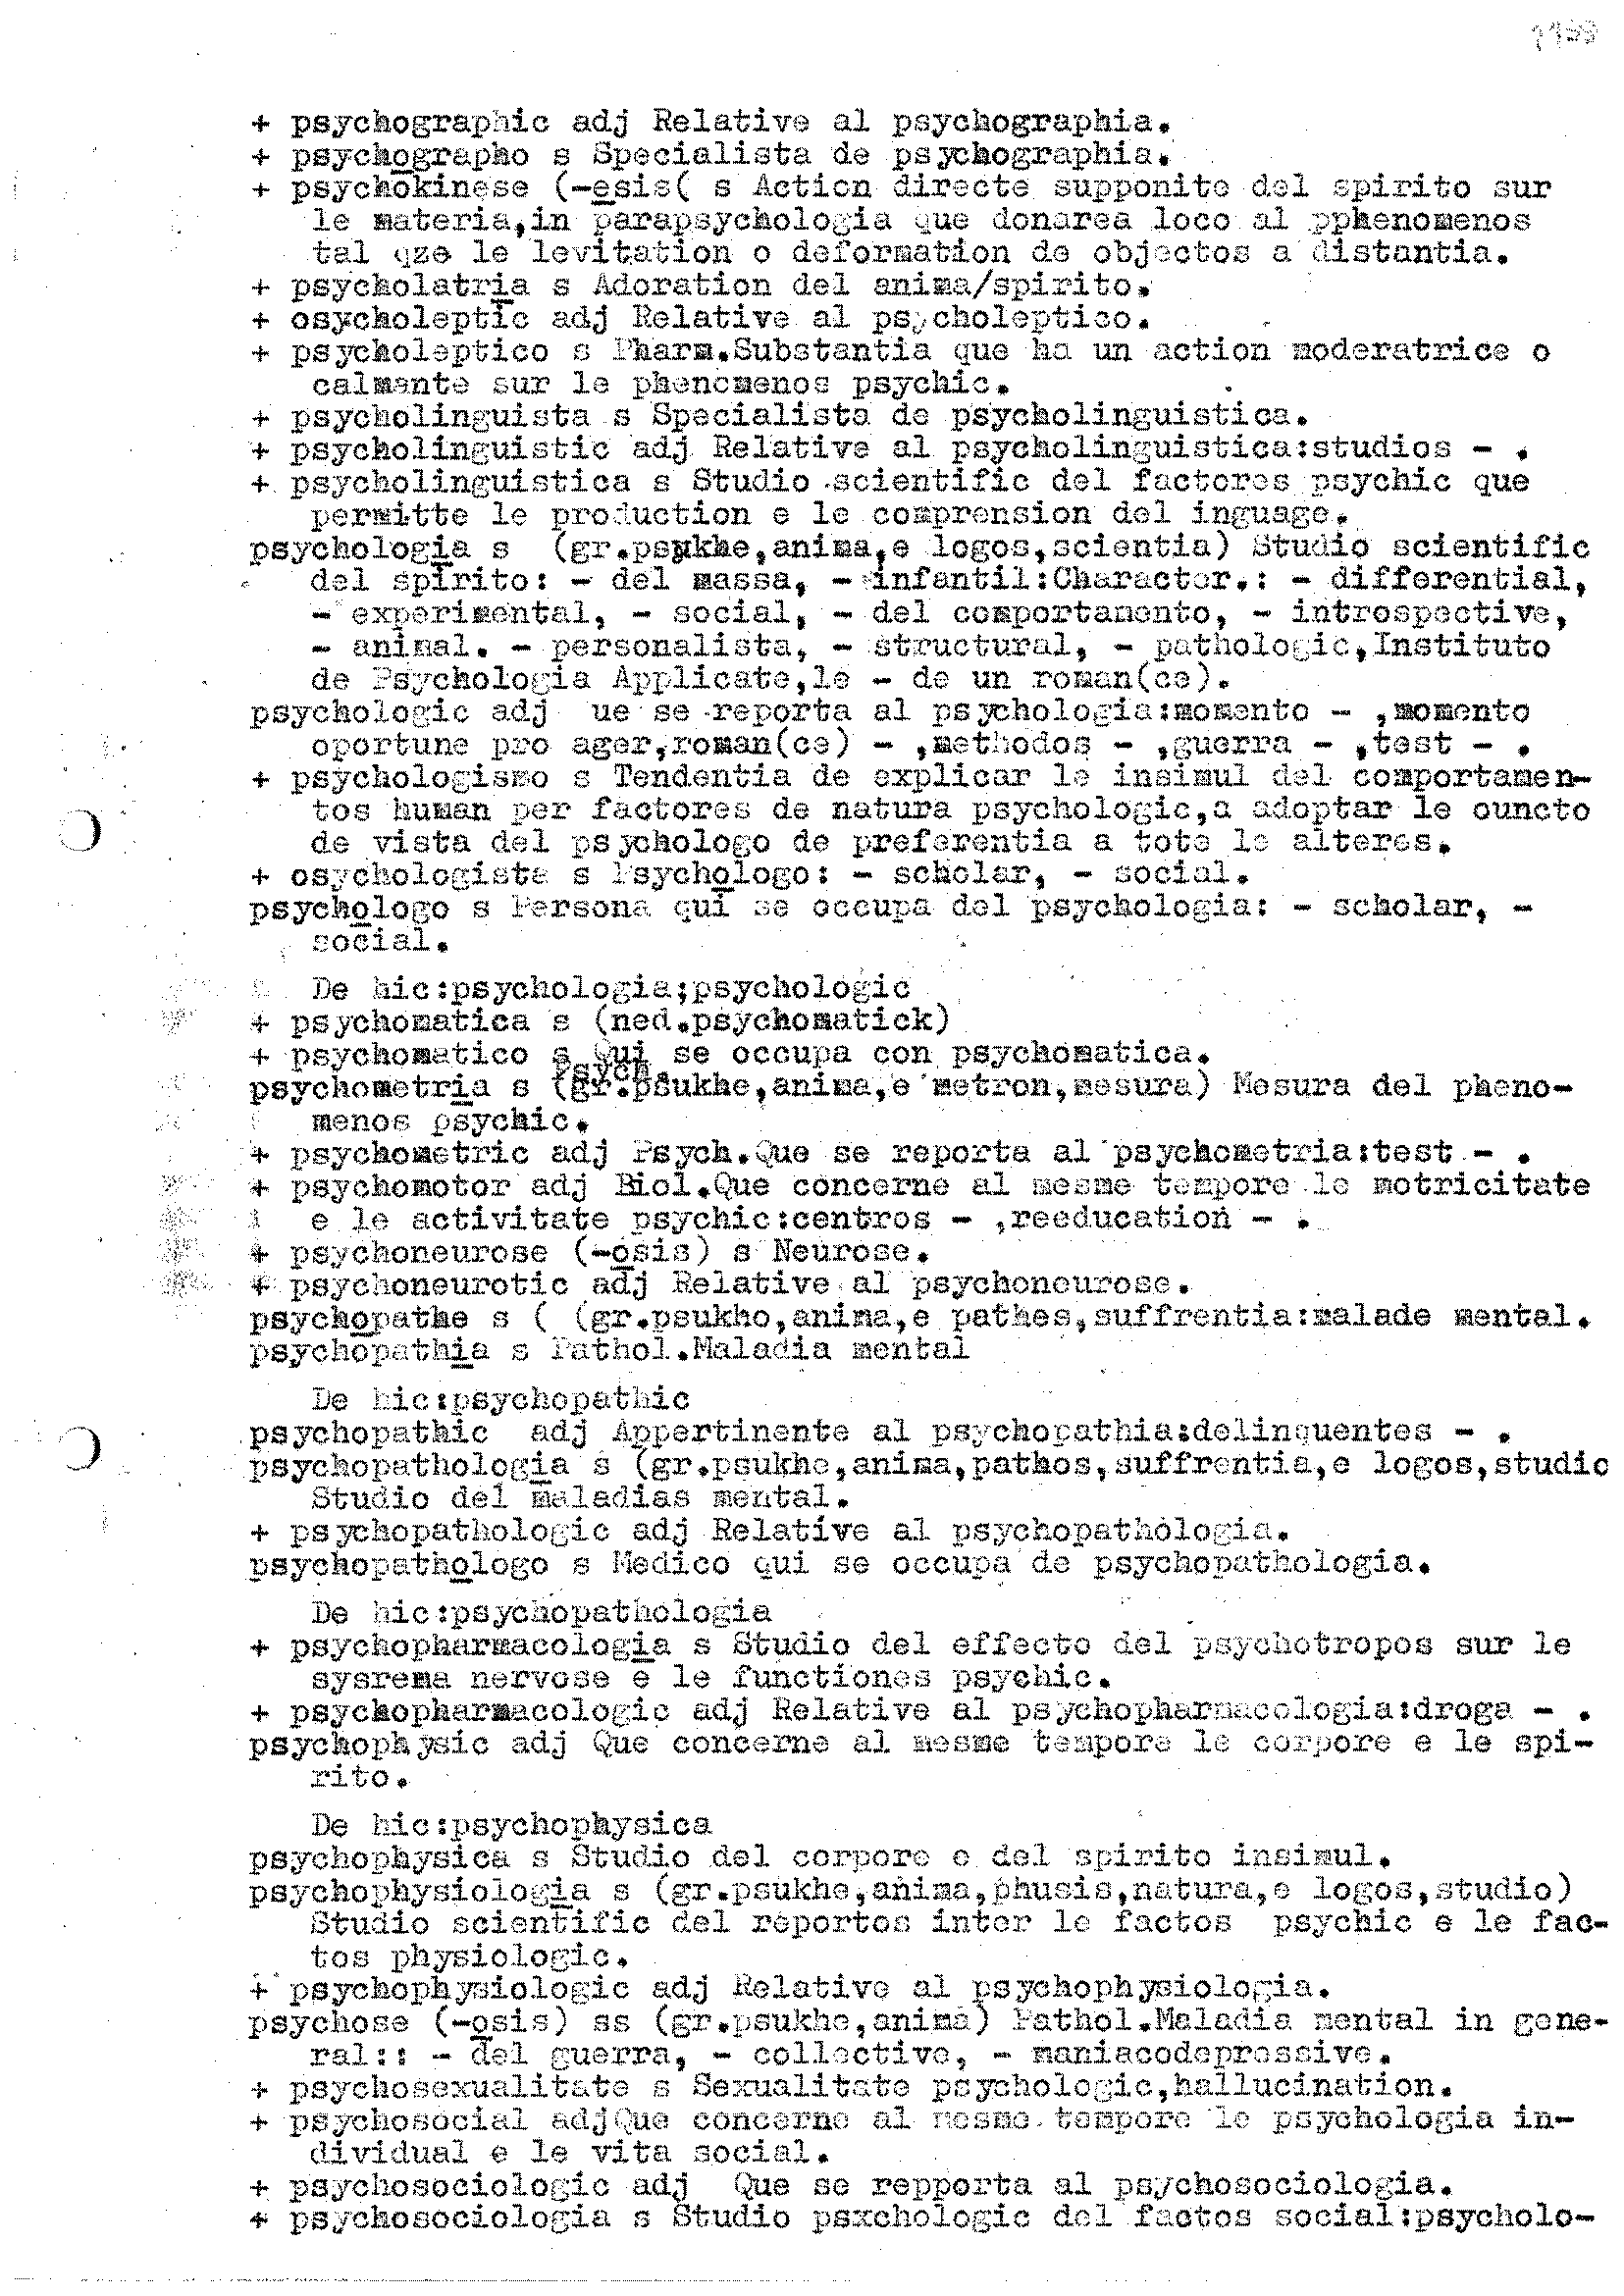 + psychographic adj Relative al psychographia.
+ psychographo s Specialista de psychographia.
+ psychokinese (-esis( s Action directe supponite del spirito sur
le materia,in parapsychologia que donarea loco al pphenomenos
tal qze le levitation o deformation de objectos a distantia.
+ psycholatria s Adoration del anima/spirito.
+ osycholeptic adj Relative al psycholeptico.
+ psycholeptico s Pharm.Substantia que ha un action moderatrice o
calmante sur le phenomenos psychic.
+ psycholinguista s Specialista de psycholinguistica.
+ psycholinguistic adj Relative al psycholinguistica:studios - .
+ psycholinguistica s Studio scientific del factores psychic que
permitte le production e le comprension del inguage.
psychologia s (gr.psukhe,anima,e logos,scientia) Studio scientific
del spirito: - del massa, - infantil:Character.: - differential,
- experimental, - social, - del comportamento, - introspective,
- animal. - personalista, - structural, - pathologic,Instituto
de Psychologia Applicate,le - de un roman(ce).
psychologic adj ue se reporta al psychologia:momento - ,momento
oportune pro ager,roman(ce) - ,methodos - ,guerra - ,test - .
+ psychologismo s Tendentia de explicar le insimul del comportamen-
tos human per factores de natura psychologic,a adoptar le ouncto
de vista del psychologo de preferentia a tote le alteres.
+ osychologista s Psychologo: - scholar, - social.
psychologo s Persona qui se occupa del psychologia: - scholar, -
social.
De hic:psychologia;psychologic
+ psychomatica s (ned.psychomatick)
+ psychomatico s Qui se occupa con psychomatica.
Psych.
psychometria s (gr.psukhe,anima,e metron,mesura) Mesura del pheno-
menos psychic.
+ psychometric adj Psych.Que se reporta al psychometria:test - .
+ psychomotor adj Biol.Que concerne al mesme tempore le motricitate
e le activitate psychic:centros - ,reeducation - .
+ psychoneurose (-osis) s Neurose.
+ psychoneurotic adj Relative al psychoneurose.
psychopathe s ( (gr.psukho,anima,e pathes,suffrentia:malade mental.
psychopathia s Pathol.Maladia mental
De hic:psychopathic
psychopathic adj Appertinente al psychopathia:delinquentes - .
psychopathologia s (gr.psukhe,anima,pathos,suffrentia,e logos,studio
Studio del maladias mental.
+ psychopathologic adj Relative al psychopathologia.
psychopathologo s Medico qui se occupa de psychopathologia.
De hic:psychopathologia
+ psychopharmacologia s Studio del effecto del psychotropos sur le
sysrema nervose e le functiones psychic.
+ psychopharmacologic adj Relative al psychopharmacologia:droga - .
psychophysic adj Que concerne al mesme tempore le corpore e le spi-
rito.
De hic:psychophysica
psychophysica s Studio del corpore e del spirito insimul.
psychophysiologia s (gr.psukhe,anima,phusis,natura,e logos,studio)
Studio scientific del reportos inter le factos psychic e le fac-
tos physiologic.
+ psychophysiologic adj Relative al psychophysiologia.
psychose (-osis) ss (gr.psukhe,anima) Pathol.Maladia mental in gene-
ral:: - del guerra, - collective, - maniacodepressive.
+ psychosexualitate s Sexualitate psychologic,hallucination.
+ psychosocial adjQue concerne al mesme tempore le psychologia in-
dividual e le vita social.
+ psychosociologic adj Que se repporta al psychosociologia.
+ psychosociologia s Studio psxchologic del factos social:psycholo-